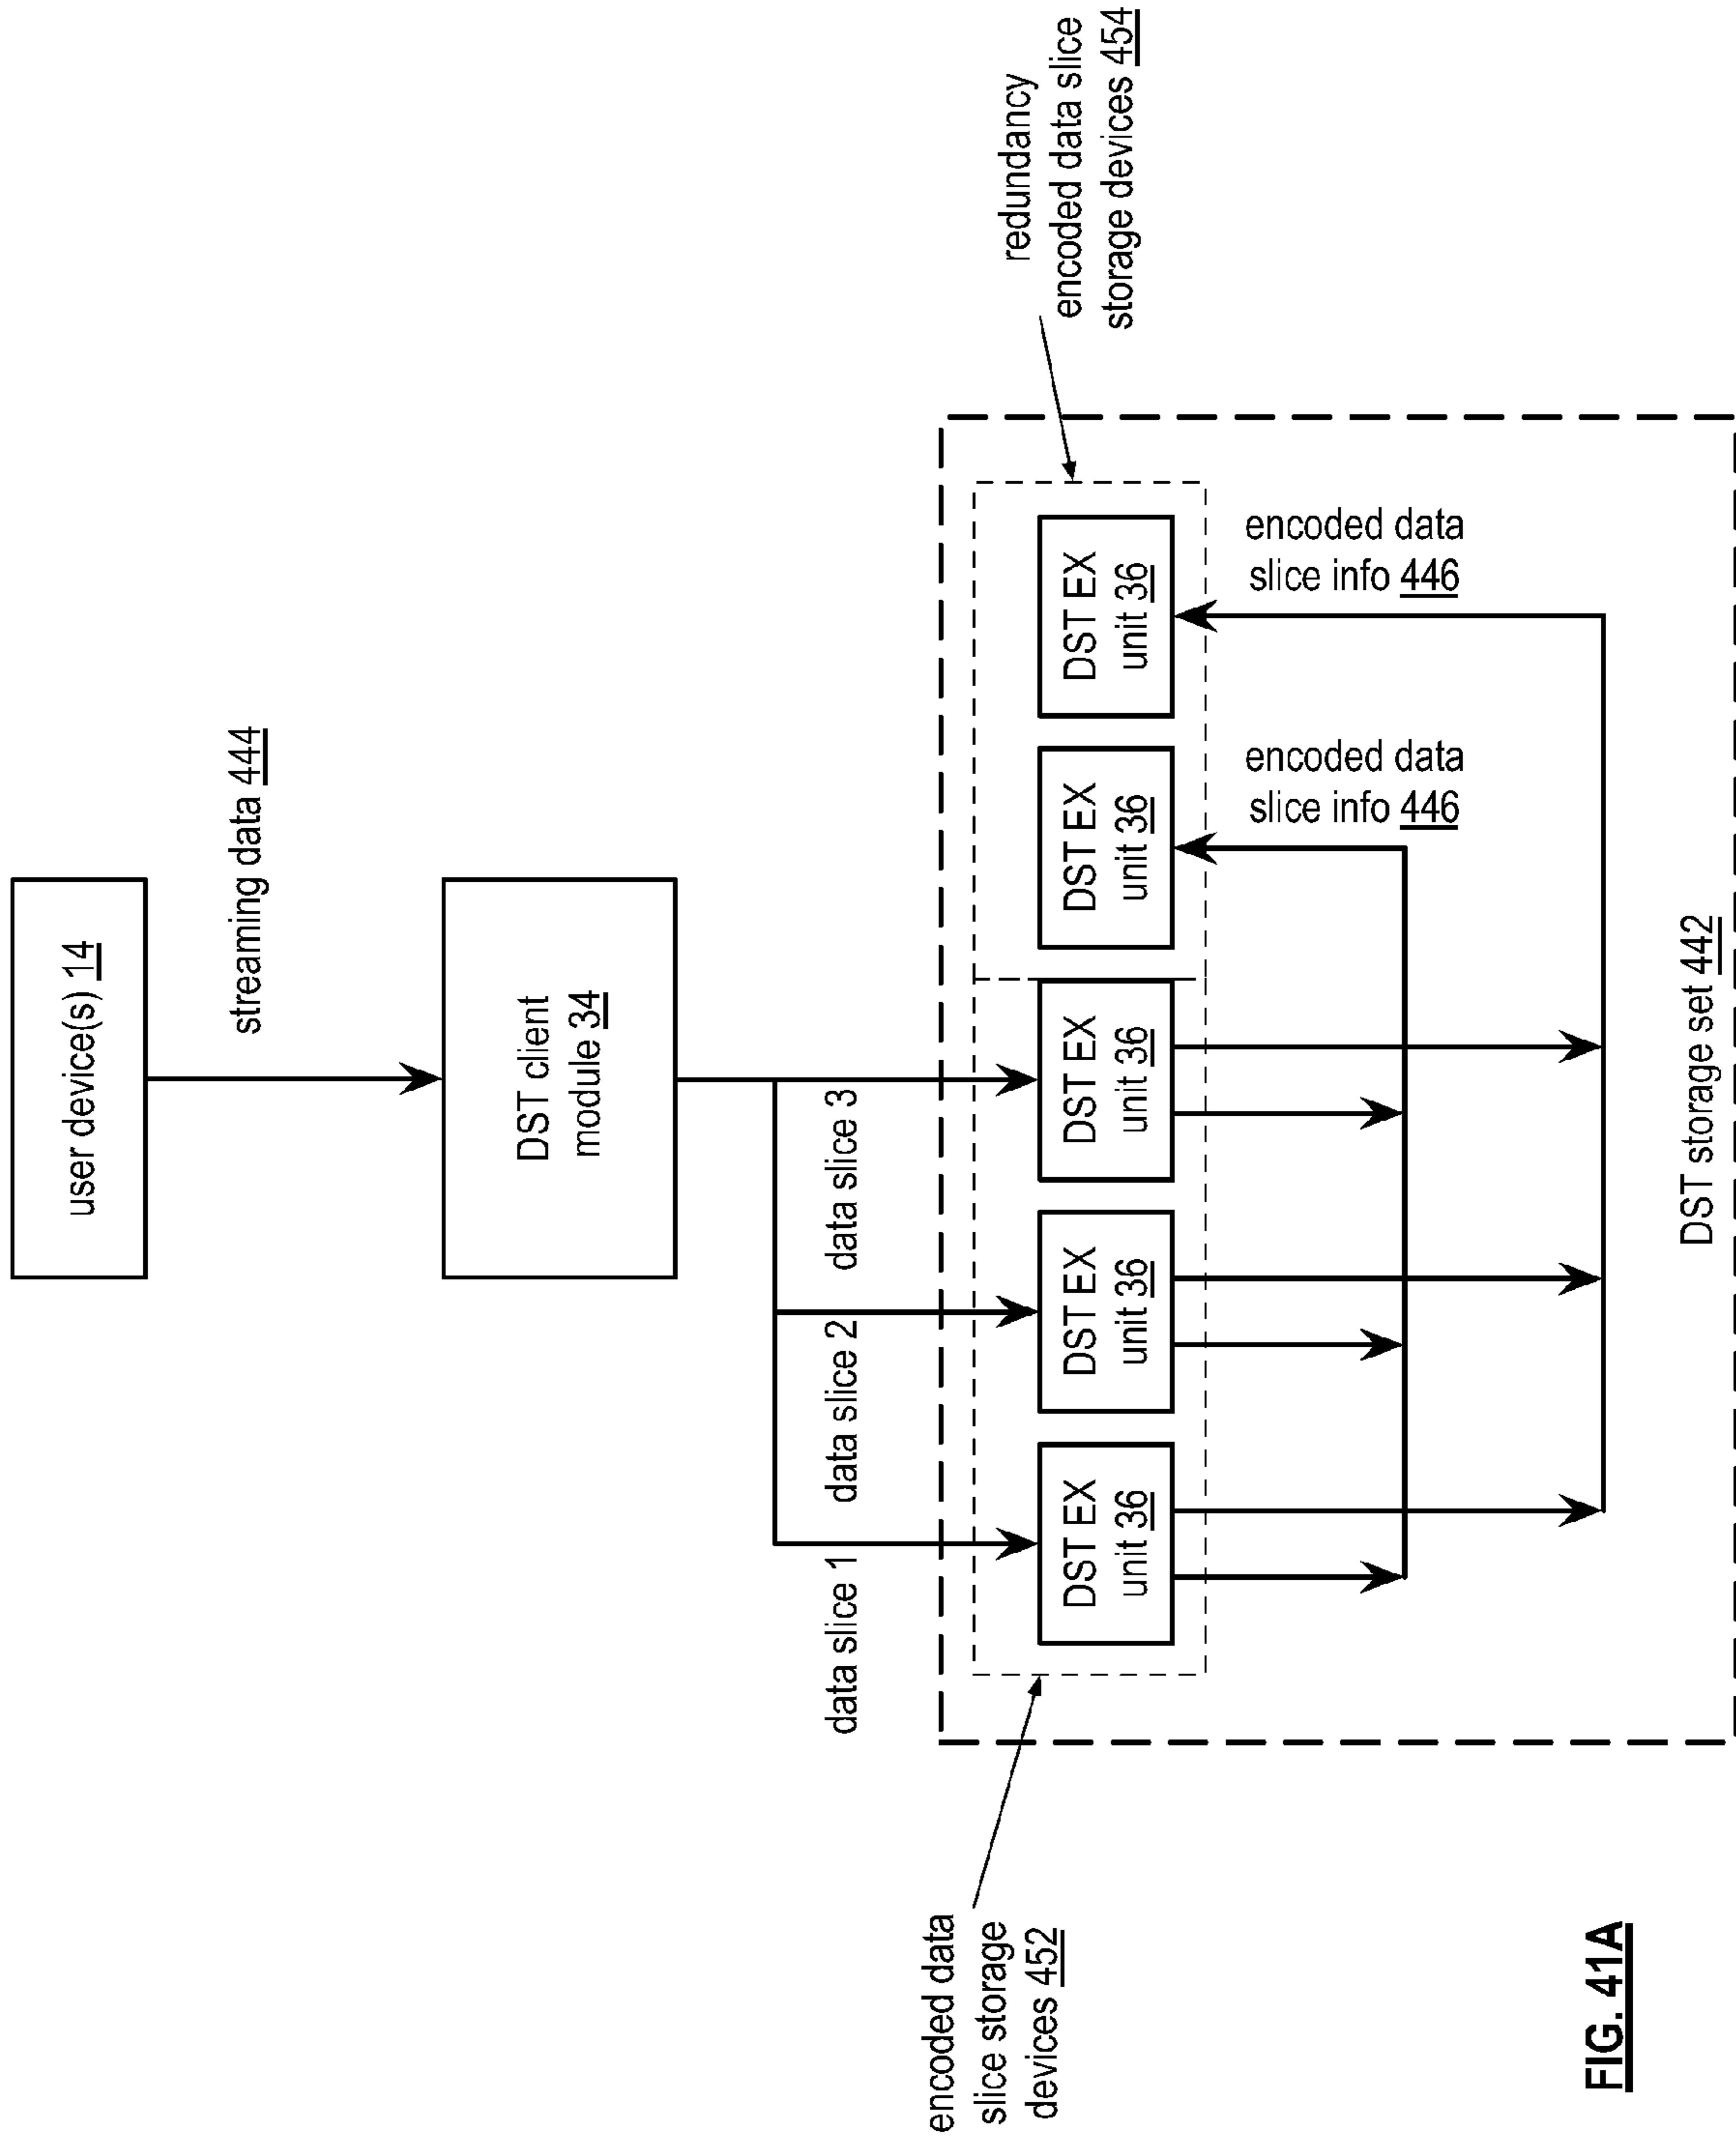 user device(s) 14
streaming data 444
DST client
module 34
data slice 1
data slice 2
data slice 3
encoded data
slice storage
devices 452
redundancy
encoded data slice
storage devices 454
DST EX
unit 36
DST EX
unit 36
DST EX
unit 36
DST EX
unit 36
DST EX
unit 36
encoded data
slice info 446
encoded data
slice info 446
DST storage set 442
FIG. 41A